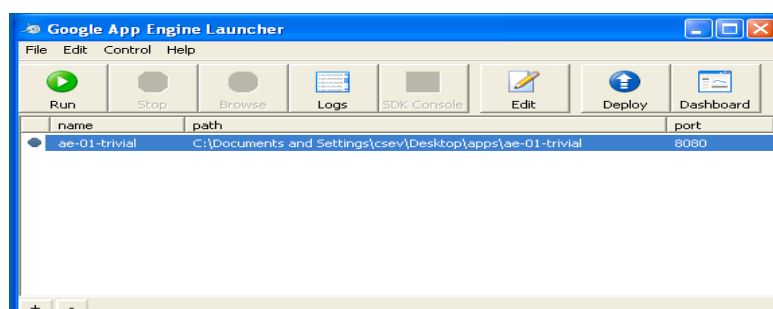 Google App Engine Launcher
File Edit Control Help
Run Stop Browse Logs SDK Console Edit Deploy Dashboard
name path port
ae-01-trivial C:\Documents and Settings\csev\Desktop\apps\ae-01-trivial 8080
+ -